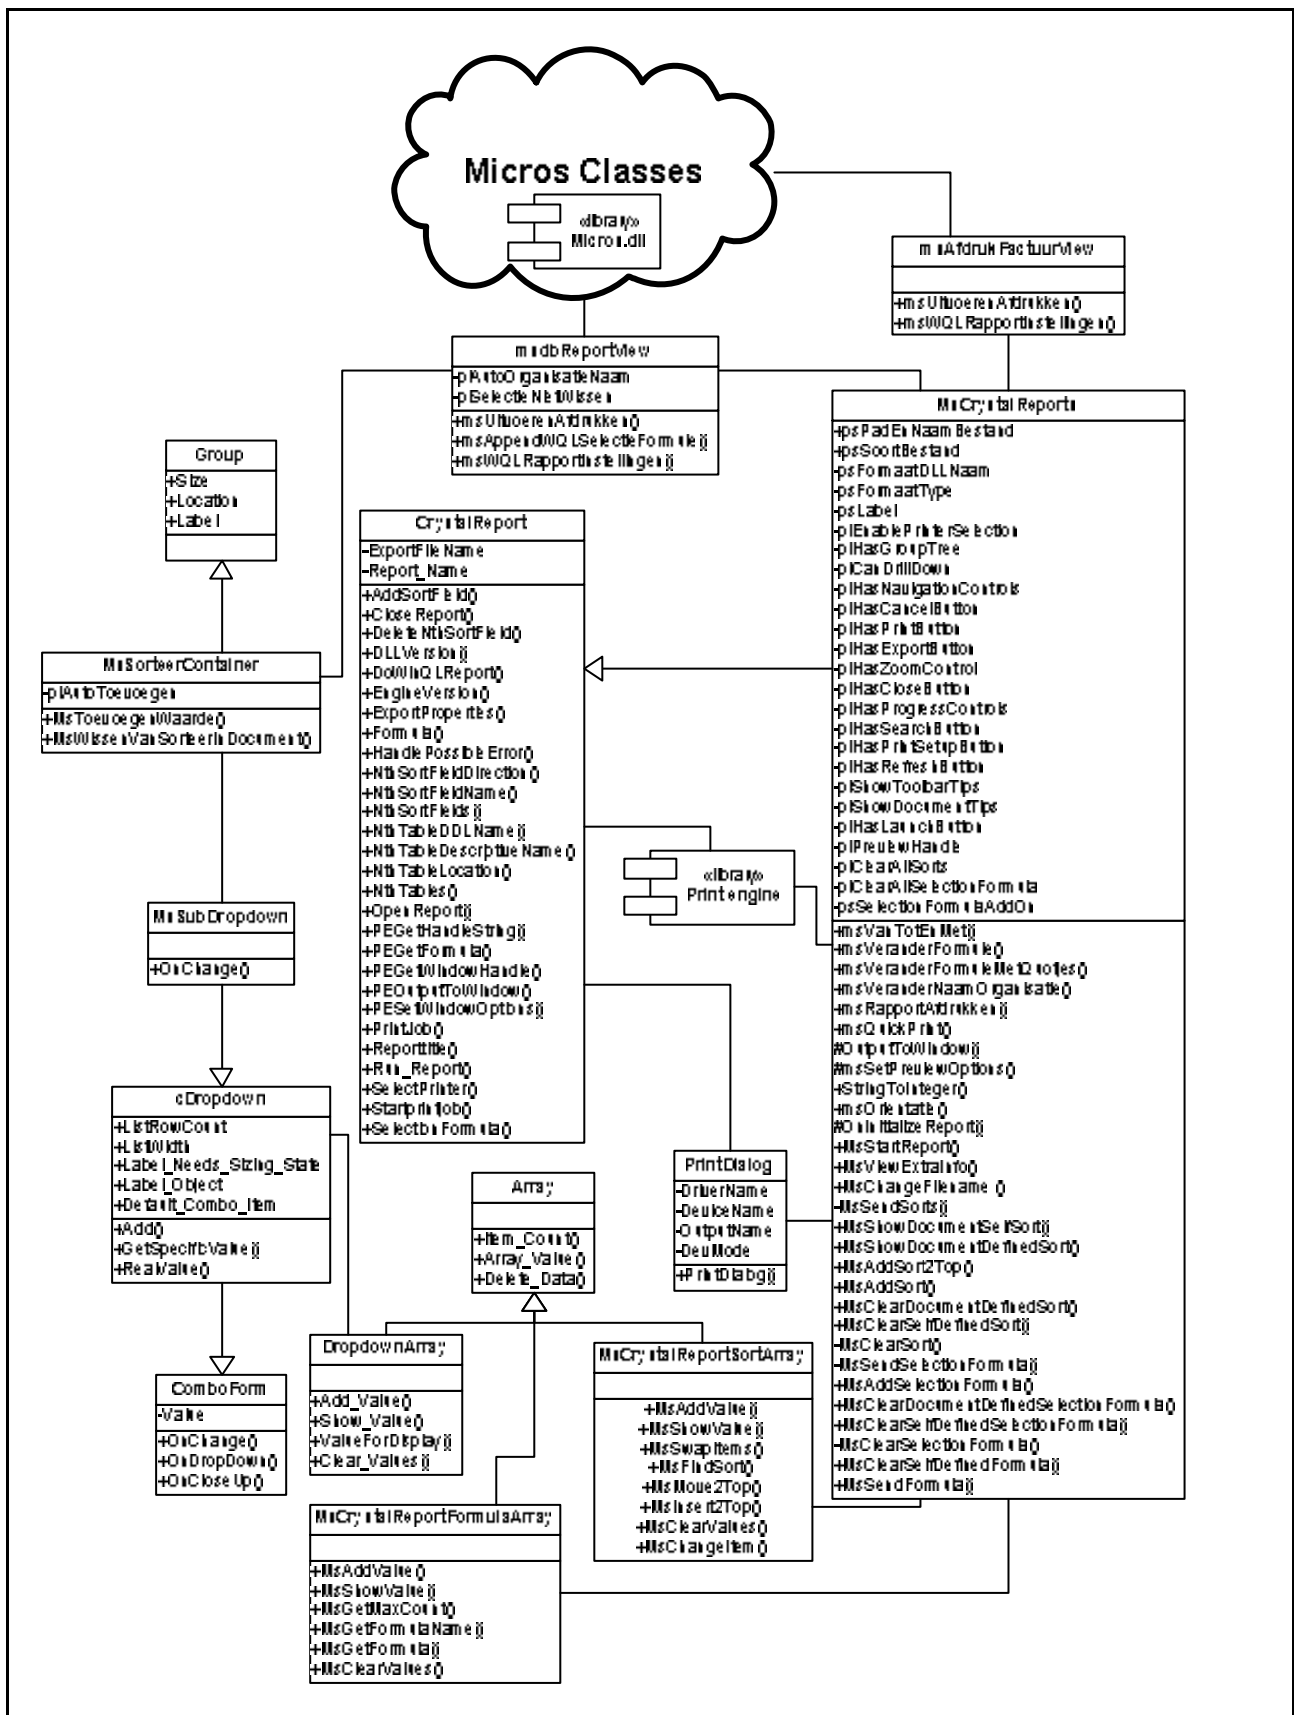 Micros Classes
«library»
Micros.dll
msAfdrukFactuurView
+msUitvoerenAfdrukken()
+msWQLRapportInstellingen()
msdbReportView
-plAutoOrganisatieNaam
-plSelectieNietWissen
+msUitvoerenAfdrukken()
+msAppendWQLSelectieFormule()
+msWQLRapportInstellingen()
MsCrystalReports
+psPadEnNaamBestand
+psSoortBestand
-psFormaatDLLNaam
-psFormaatType
-psLabel
-plEnablePrinterSelection
-plHasGroupTree
-plCanDrillDown
-plHasNavigationControls
-plHasCancelButton
-plHasPrintButton
-plHasExportButton
-plHasZoomControl
-plHasCloseButton
-plHasProgressControls
-plHasSearchButton
-plHasPrintSetupButton
-plHasRefreshButton
-plShowToolbarTips
-plShowDocumentTips
-plHasLaunchButton
-plPreviewHandle
-plClearAllSorts
-plClearAllSelectionFormula
-psSelectionFormulaAddOn
+msVanTotEnMet()
+msVeranderFormule()
+msVeranderFormuleMetQuotjes()
+msVeranderNaamOrganisatie()
+msRapportAfdrukken()
+msQuickPrint()
#OutputToWindow()
#msSetPreviewOptions()
+StringToInteger()
+msOrientatie()
#OnInitializeReport()
+MsStartReport()
+MsViewExtraInfo()
+MsChangeFilename ()
-MsSendSorts()
+MsShowDocumentSelfSort()
+MsShowDocumentDefinedSort()
+MsAddSort2Top()
+MsAddSort()
+MsClearDocumentDefinedSort()
+MsClearSelfDefinedSort()
-MsClearSort()
-MsSendSelectionFormula()
+MsAddSelectionFormula()
+MsClearDocumentDefinedSelectionFormula()
+MsClearSelfDefinedSelectionFormula()
-MsClearSelectionFormula()
+MsClearSelfDefinedFormula()
+MsSendFormula()
Group
+Size
+Location
+Label
CrystalReport
-ExportFileName
-Report_Name
+AddSortField()
+CloseReport()
+DeleteNthSortField()
+DLLVersion()
+DoWinQLReport()
+EngineVersion()
+ExportProperties()
+Formula()
+HandlePossibleError()
+NthSortFieldDirection()
+NthSortFieldName()
+NthSortFields()
+NthTableDDLName()
+NthTableDescriptiveName()
+NthTableLocation()
+NthTables()
+OpenReport()
+PEGetHandleString()
+PEGetFormula()
+PEGetWindowHandle()
+PEOutputToWindow()
+PESetWindowOptions()
+PrintJob()
+Reporttitle()
+Run_Report()
+SelectPrinter()
+Startprintjob()
+SelectionFormula()
MsSorteerContainer
-plAutoToevoegen
+MsToevoegenWaarde()
+MsWissenVanSorteerInDocument()
«library»
Printengine
MsSubDropdown
+OnChange()
cDropdown
+ListRowCount
+ListWidth
+Label_Needs_Sizing_State
+Label_Object
+Default_Combo_Item
+Add()
+GetSpecificValue()
+RealValue()
PrintDialog
-DriverName
-DeviceName
-OutputName
-DevMode
+PrintDialog()
Array
+Item_Count()
+Array_Value()
+Delete_Data()
DropdownArray
+Add_Value()
+Show_Value()
+ValueForDisplay()
+Clear_Values()
MsCrystalReportSortArray
+MsAddValue()
+MsShowValue()
+MsSwapItems()
+MsFindSort()
+MsMove2Top()
+MsInsert2Top()
+MsClearValues()
+MsChangeItem()
ComboForm
-Value
+OnChange()
+OnDropDown()
+OnCloseUp()
MsCrystalReportFormulaArray
+MsAddValue()
+MsShowValue()
+MsGetMaxCount()
+MsGetFormulaName()
+MsGetFormula()
+MsClearValues()